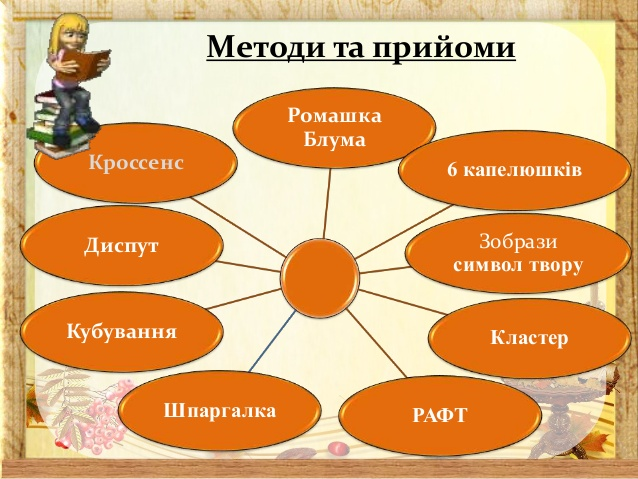 Методи та прийоми
Ромашка
Блума
6 капелюшків
Зобрази
символ твору
Кластер
РАФТ
Шпаргалка
Кубування
Диспут
Кроссенс